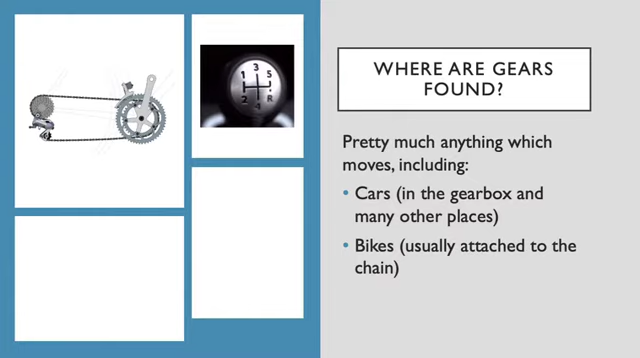 1 3 5
2 4 R
WHERE ARE GEARS
FOUND?
Pretty much anything which
moves, including:
• Cars (in the gearbox and
many other places)
• Bikes (usually attached to the
chain)